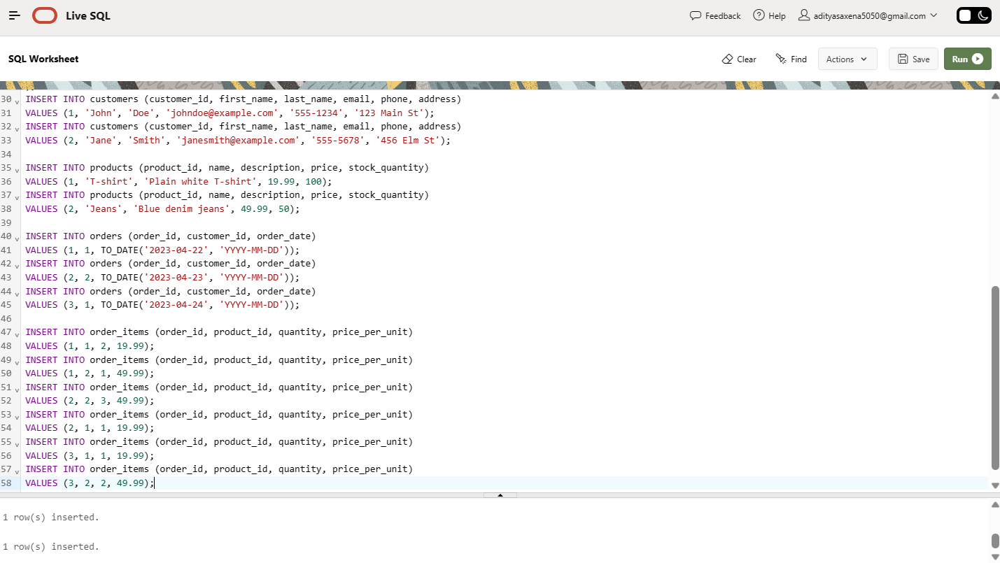 Live SQL
Feedback
Help
adityasaxena5050@gmail.com
SQL Worksheet
Clear
Find
Actions
Save
Run
30 INSERT INTO customers (customer_id, first_name, last_name, email, phone, address)
31 VALUES (1, 'John', 'Doe', 'johndoe@example.com', '555-1234', '123 Main St');
32 INSERT INTO customers (customer_id, first_name, last_name, email, phone, address)
33 VALUES (2, 'Jane', 'Smith', 'janesmith@example.com', '555-5678', '456 Elm St');
34
35 INSERT INTO products (product_id, name, description, price, stock_quantity)
36 VALUES (1, 'T-shirt', 'Plain white T-shirt', 19.99, 100);
37 INSERT INTO products (product_id, name, description, price, stock_quantity)
38 VALUES (2, 'Jeans', 'Blue denim jeans', 49.99, 50);
39
40 INSERT INTO orders (order_id, customer_id, order_date)
41 VALUES (1, 1, TO_DATE('2023-04-22', 'YYYY-MM-DD'));
42 INSERT INTO orders (order_id, customer_id, order_date)
43 VALUES (2, 2, TO_DATE('2023-04-23', 'YYYY-MM-DD'));
44 INSERT INTO orders (order_id, customer_id, order_date)
45 VALUES (3, 1, TO_DATE('2023-04-24', 'YYYY-MM-DD'));
46
47 INSERT INTO order_items (order_id, product_id, quantity, price_per_unit)
48 VALUES (1, 1, 2, 19.99);
49 INSERT INTO order_items (order_id, product_id, quantity, price_per_unit)
50 VALUES (1, 2, 1, 49.99);
51 INSERT INTO order_items (order_id, product_id, quantity, price_per_unit)
52 VALUES (2, 2, 3, 49.99);
53 INSERT INTO order_items (order_id, product_id, quantity, price_per_unit)
54 VALUES (2, 1, 1, 19.99);
55 INSERT INTO order_items (order_id, product_id, quantity, price_per_unit)
56 VALUES (3, 1, 1, 19.99);
57 INSERT INTO order_items (order_id, product_id, quantity, price_per_unit)
58 VALUES (3, 2, 2, 49.99);
1 row(s) inserted.
1 row(s) inserted.